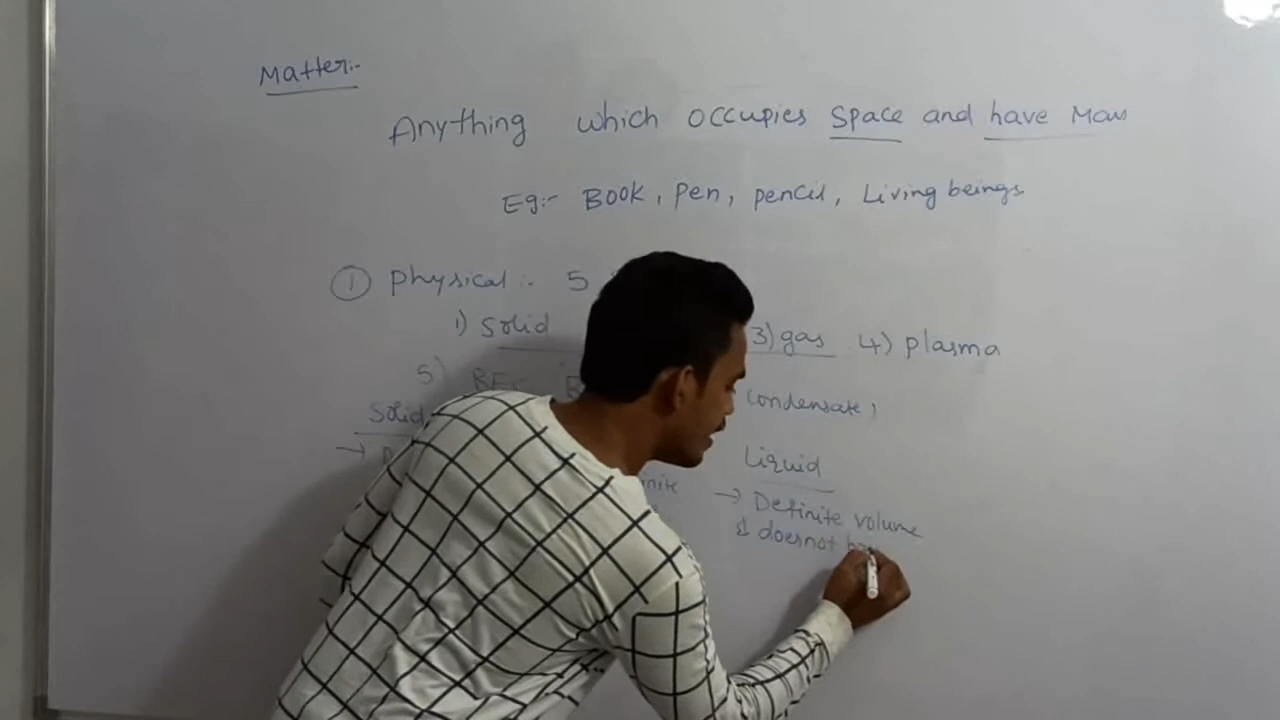 Matter:-
Anything which occupies space and have Mass
Eg:- Book, pen, pencil, Living beings
① physical :- 5
1) Solid 3) gas 4) plasma
5) BEC condensate)
Solid
Liquid
→ → Definite volume
& doesnot